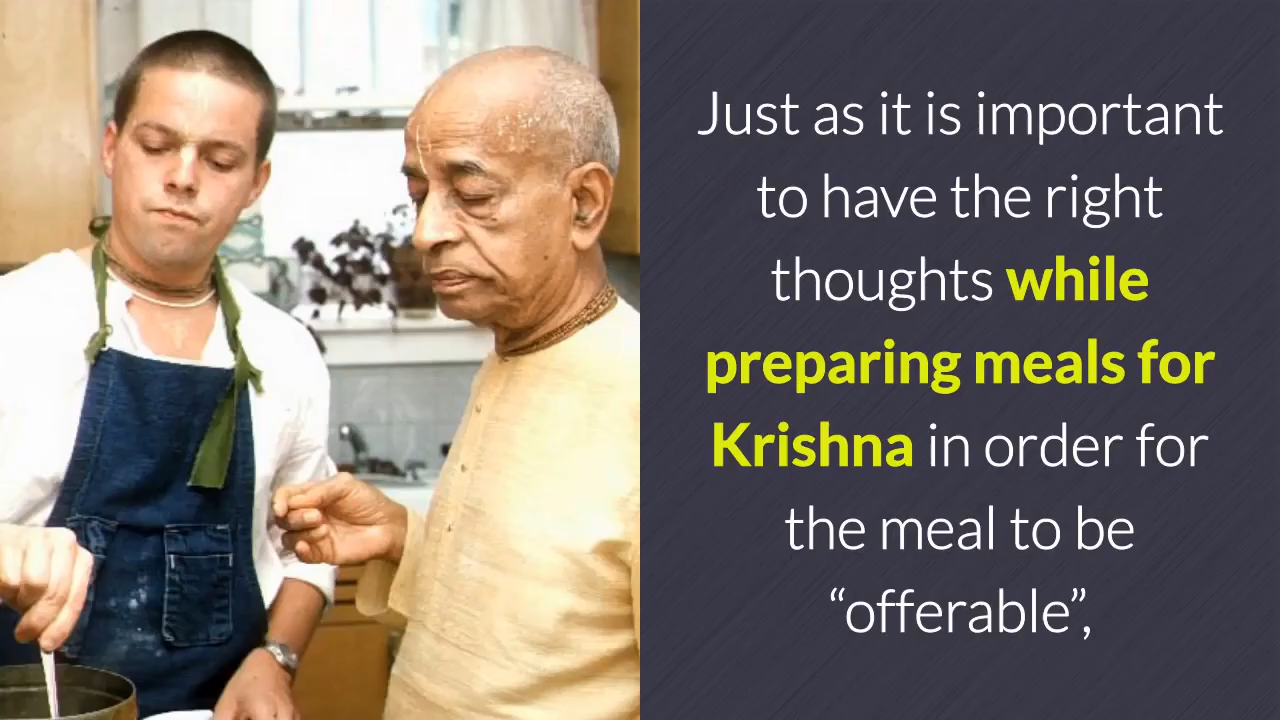 Just as it is important
to have the right
thoughts while
preparing meals for
Krishna in order for
the meal to be
“offerable”,